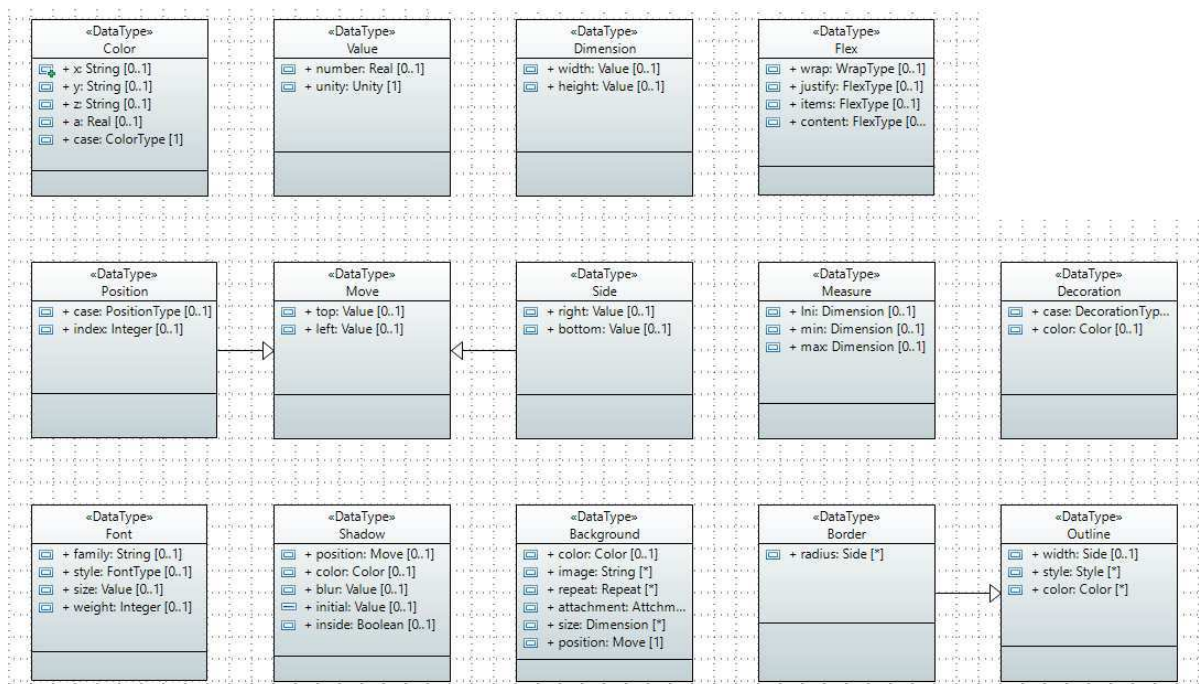 «DataType»
Color
+ x: String [0..1]
+ y: String [0..1]
+ z: String [0..1]
+ a: Real [0..1]
+ case: ColorType [1]
«DataType»
Value
+ number: Real [0..1]
+ unity: Unity [1]
«DataType»
Dimension
+ width: Value [0..1]
+ height: Value [0..1]
«DataType»
Flex
+ wrap: WrapType [0..1]
+ justify: FlexType [0..1]
+ items: FlexType [0..1]
+ content: FlexType [0...
«DataType»
Position
+ case: PositionType [0..1]
+ index: Integer [0..1]
«DataType»
Move
+ top: Value [0..1]
+ left: Value [0..1]
«DataType»
Side
+ right: Value [0..1]
+ bottom: Value [0..1]
«DataType»
Measure
+ Ini: Dimension [0..1]
+ min: Dimension [0..1]
+ max: Dimension [0..1]
«DataType»
Decoration
+ case: DecorationTyp...
+ color: Color [0..1]
«DataType»
Font
+ family: String [0..1]
+ style: FontType [0..1]
+ size: Value [0..1]
+ weight: Integer [0..1]
«DataType»
Shadow
+ position: Move [0..1]
+ color: Color [0..1]
+ blur: Value [0..1]
+ initial: Value [0..1]
+ inside: Boolean [0..1]
«DataType»
Background
+ color: Color [0..1]
+ image: String [*]
+ repeat: Repeat [*]
+ attachment: Attchm...
+ size: Dimension [*]
+ position: Move [1]
«DataType»
Border
+ radius: Side [*]
«DataType»
Outline
+ width: Side [0..1]
+ style: Style [*]
+ color: Color [*]